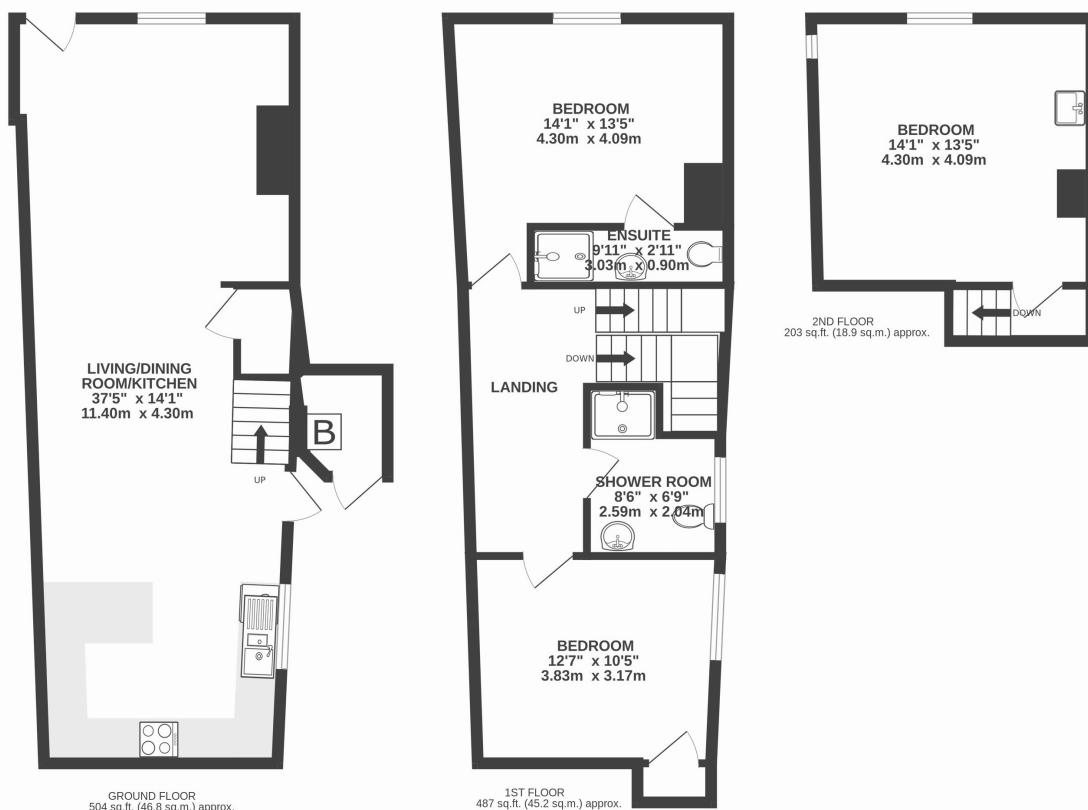 LIVING/DINING
ROOM/KITCHEN
37'5" x 14'1"
11.40m x 4.30m
UP
B
GROUND FLOOR
504 sq.ft. (46.8 sq.m.) approx.
BEDROOM
14'1" x 13'5"
4.30m x 4.09m
ENSUITE
9'11" x 2'11"
3.03m x 0.90m
UP
DOWN
LANDING
SHOWER ROOM
8'6" x 6'9"
2.59m x 2.04m
BEDROOM
12'7" x 10'5"
3.83m x 3.17m
1ST FLOOR
487 sq.ft. (45.2 sq.m.) approx.
BEDROOM
14'1" x 13'5"
4.30m x 4.09m
DOWN
2ND FLOOR
203 sq.ft. (18.9 sq.m.) approx.